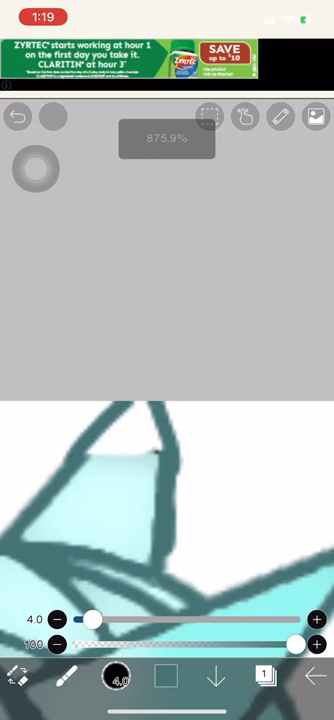 1:19
ZYRTEC® starts working at hour 1
on the first day you take it.
CLARITIN® at hour 3*
SAVE
up to $10
ZYRTEC
875.9%
4.0
100
4.0
1